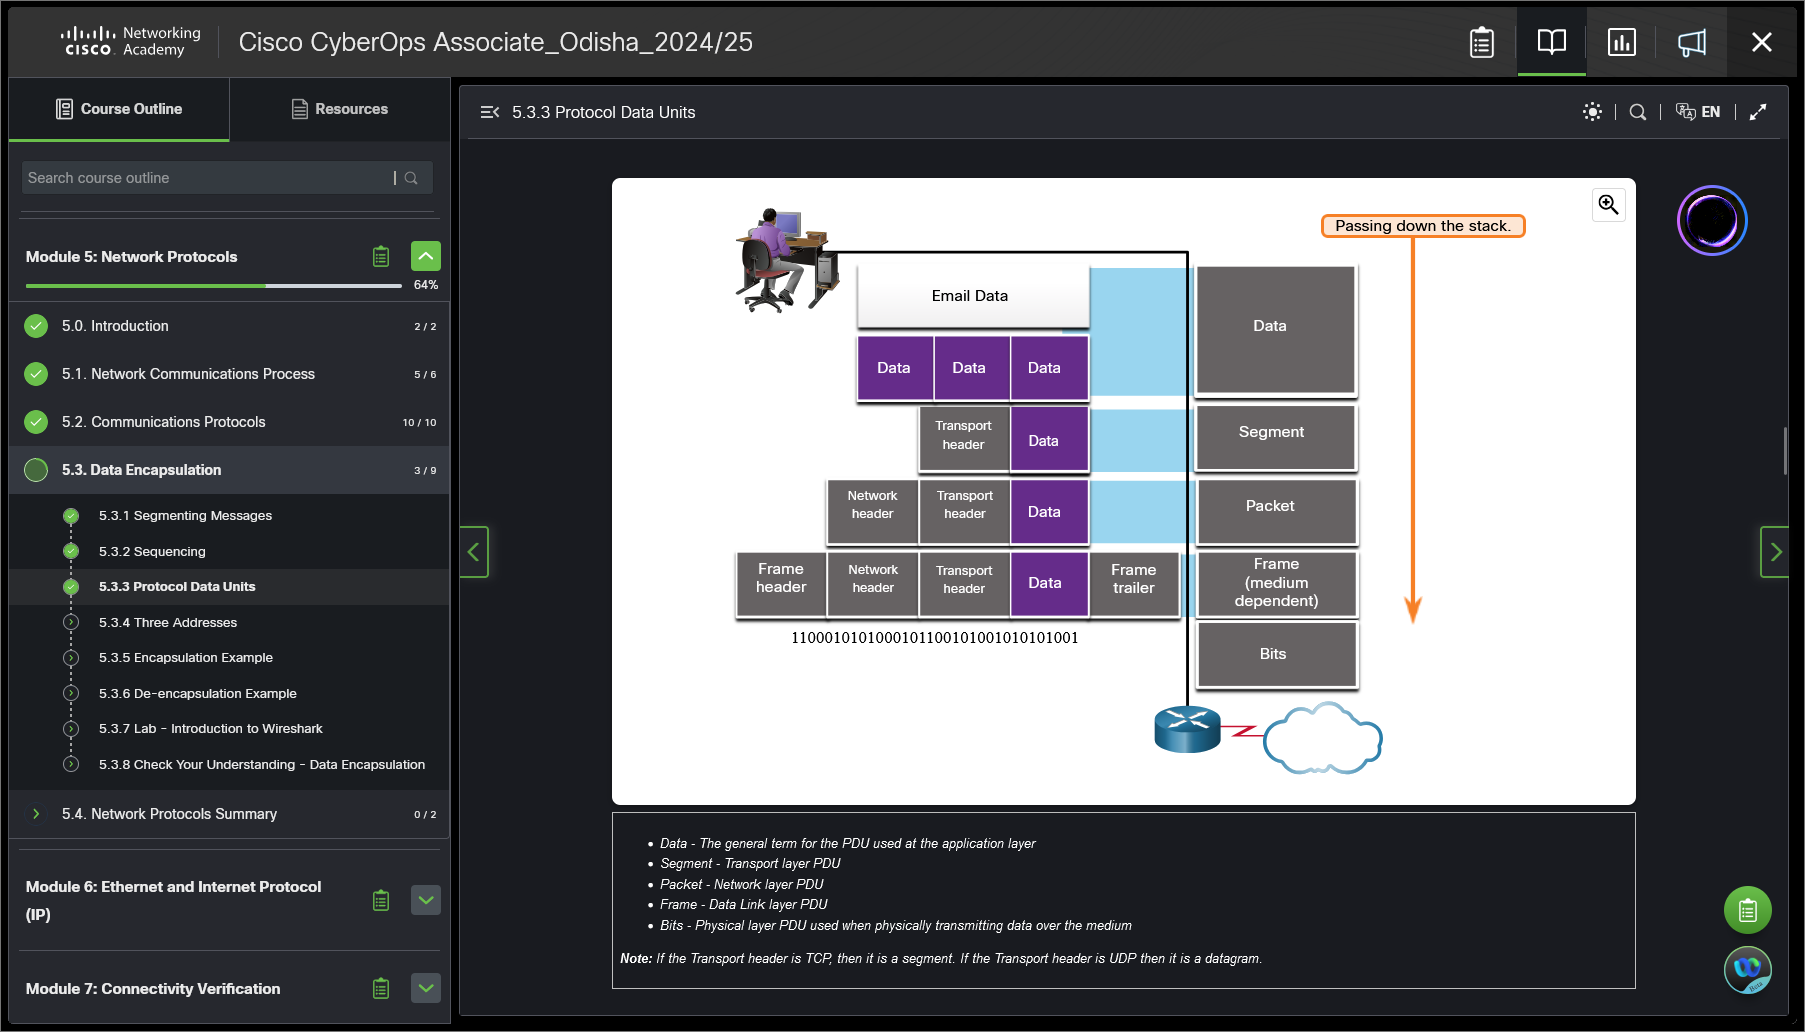 Networking
CISCO Academy
Cisco CyberOps Associate_Odisha_2024/25
Course Outline
Resources
5.3.3 Protocol Data Units
EN
Search course outline
Module 5: Network Protocols
64%
5.0. Introduction
2 / 2
5.1. Network Communications Process
5 / 6
5.2. Communications Protocols
10 / 10
5.3. Data Encapsulation
3 / 9
5.3.1 Segmenting Messages
5.3.2 Sequencing
5.3.3 Protocol Data Units
5.3.4 Three Addresses
5.3.5 Encapsulation Example
5.3.6 De-encapsulation Example
5.3.7 Lab - Introduction to Wireshark
5.3.8 Check Your Understanding - Data Encapsulation
5.4. Network Protocols Summary
0 / 2
Module 6: Ethernet and Internet Protocol
(IP)
Module 7: Connectivity Verification
Passing down the stack.
Email Data
Data
Data Data Data
Transport
header
Data
Segment
Network
header
Transport
header
Data
Packet
Frame
header
Network
header
Transport
header
Data
Frame
trailer
Frame
(medium
dependent)
1100010101000101100101001010101001
Bits
• Data - The general term for the PDU used at the application layer
• Segment - Transport layer PDU
• Packet - Network layer PDU
• Frame - Data Link layer PDU
• Bits - Physical layer PDU used when physically transmitting data over the medium
Note: If the Transport header is TCP, then it is a segment. If the Transport header is UDP then it is a datagram.
Beta